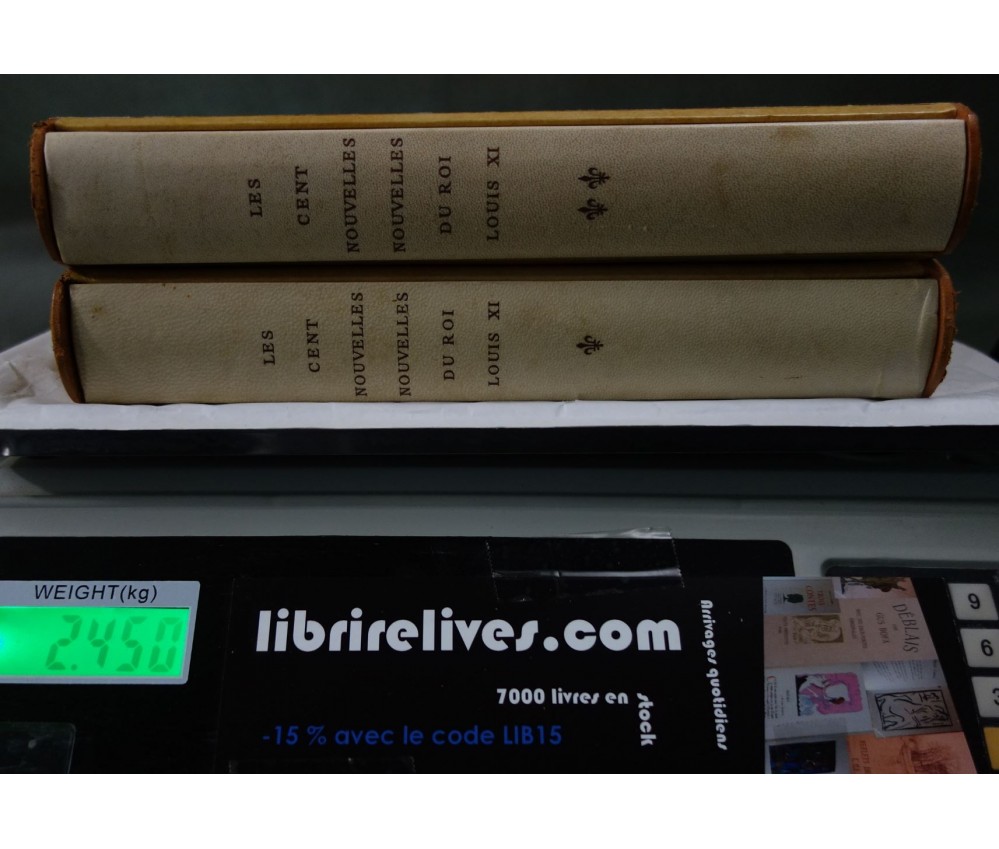 LES
CENT
NOUVELLES
NOUVELLES
DU ROI
LOUIS XI
LES
CENT
NOUVELLES
NOUVELLES
DU ROI
LOUIS XI
WEIGHT(kg)
2.450
librirelives.com
7000 livres en
stock
-15 % avec le code LIB15
Arrivages quotidiens
DÉBLAIS
9
6
3